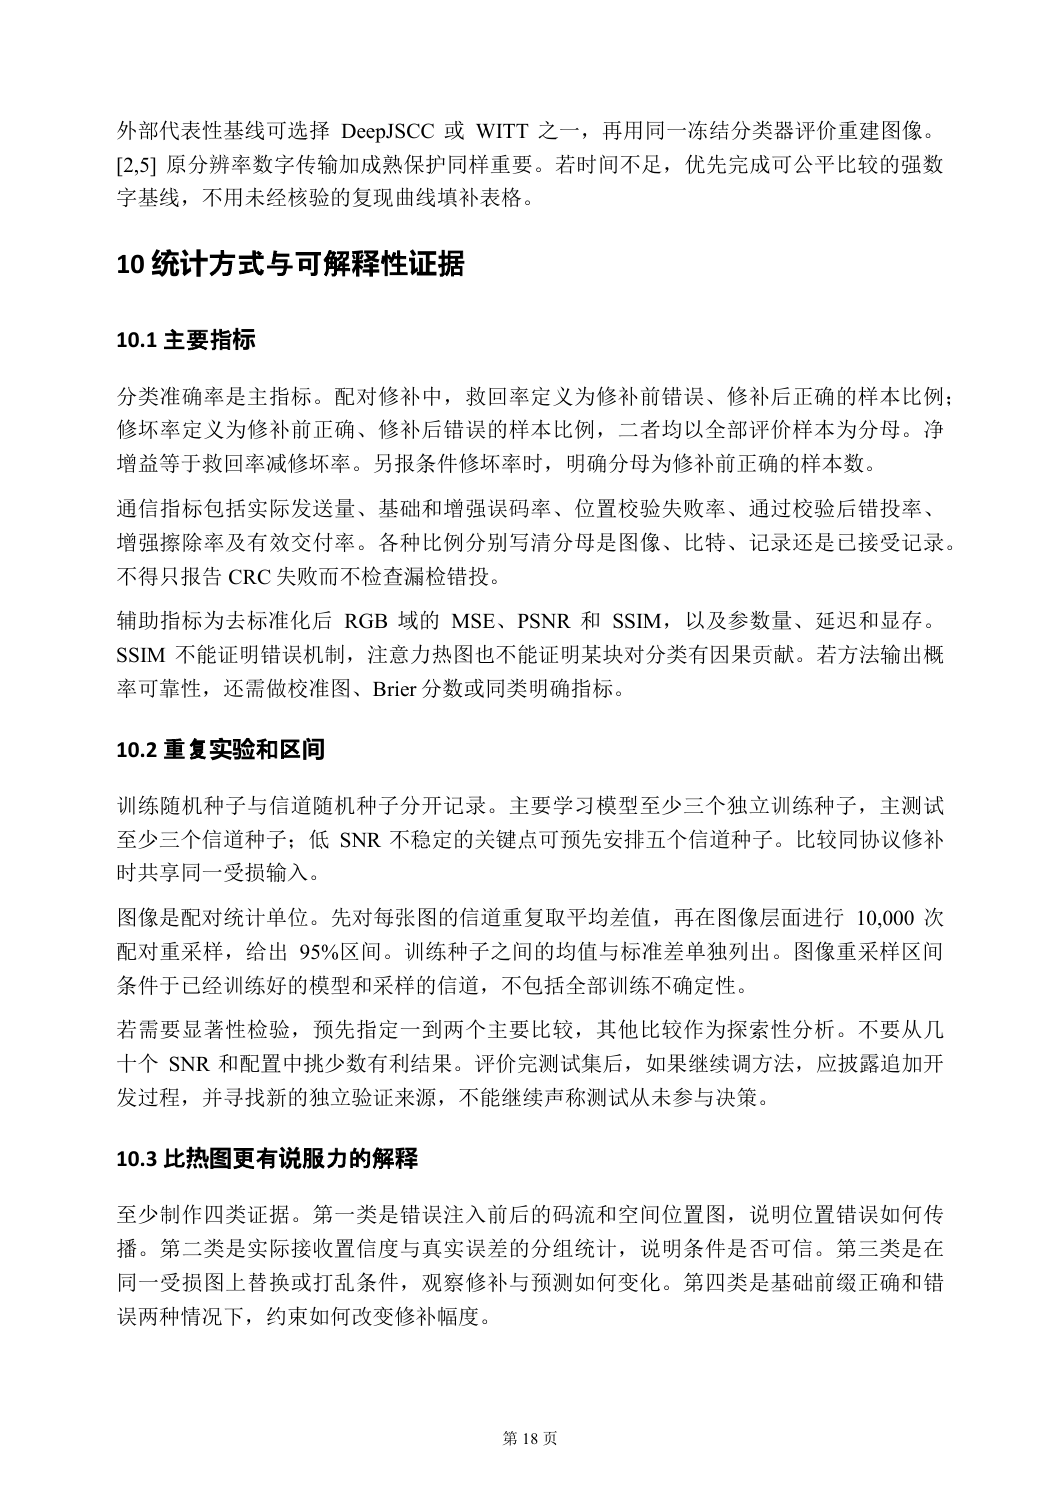 外部代表性基线可选择 DeepJSCC 或 WITT 之一，再用同一冻结分类器评价重建图像。
[2,5] 原分辨率数字传输加成熟保护同样重要。若时间不足，优先完成可公平比较的强数
字基线，不用未经核验的复现曲线填补表格。
10 统计方式与可解释性证据
10.1 主要指标
分类准确率是主指标。配对修补中，救回率定义为修补前错误、修补后正确的样本比例；
修坏率定义为修补前正确、修补后错误的样本比例，二者均以全部评价样本为分母。净
增益等于救回率减修坏率。另报条件修坏率时，明确分母为修补前正确的样本数。
通信指标包括实际发送量、基础和增强误码率、位置校验失败率、通过校验后错投率、
增强擦除率及有效交付率。各种比例分别写清分母是图像、比特、记录还是已接受记录。
不得只报告 CRC 失败而不检查漏检错投。
辅助指标为去标准化后 RGB 域的 MSE、PSNR 和 SSIM，以及参数量、延迟和显存。
SSIM 不能证明错误机制，注意力热图也不能证明某块对分类有因果贡献。若方法输出概
率可靠性，还需做校准图、Brier 分数或同类明确指标。
10.2 重复实验和区间
训练随机种子与信道随机种子分开记录。主要学习模型至少三个独立训练种子，主测试
至少三个信道种子；低 SNR 不稳定的关键点可预先安排五个信道种子。比较同协议修补
时共享同一受损输入。
图像是配对统计单位。先对每张图的信道重复取平均差值，再在图像层面进行 10,000 次
配对重采样，给出 95%区间。训练种子之间的均值与标准差单独列出。图像重采样区间
条件于已经训练好的模型和采样的信道，不包括全部训练不确定性。
若需要显著性检验，预先指定一到两个主要比较，其他比较作为探索性分析。不要从几
十个 SNR 和配置中挑少数有利结果。评价完测试集后，如果继续调方法，应披露追加开
发过程，并寻找新的独立验证来源，不能继续声称测试从未参与决策。
10.3 比热图更有说服力的解释
至少制作四类证据。第一类是错误注入前后的码流和空间位置图，说明位置错误如何传
播。第二类是实际接收置信度与真实误差的分组统计，说明条件是否可信。第三类是在
同一受损图上替换或打乱条件，观察修补与预测如何变化。第四类是基础前缀正确和错
误两种情况下，约束如何改变修补幅度。
第 18 页